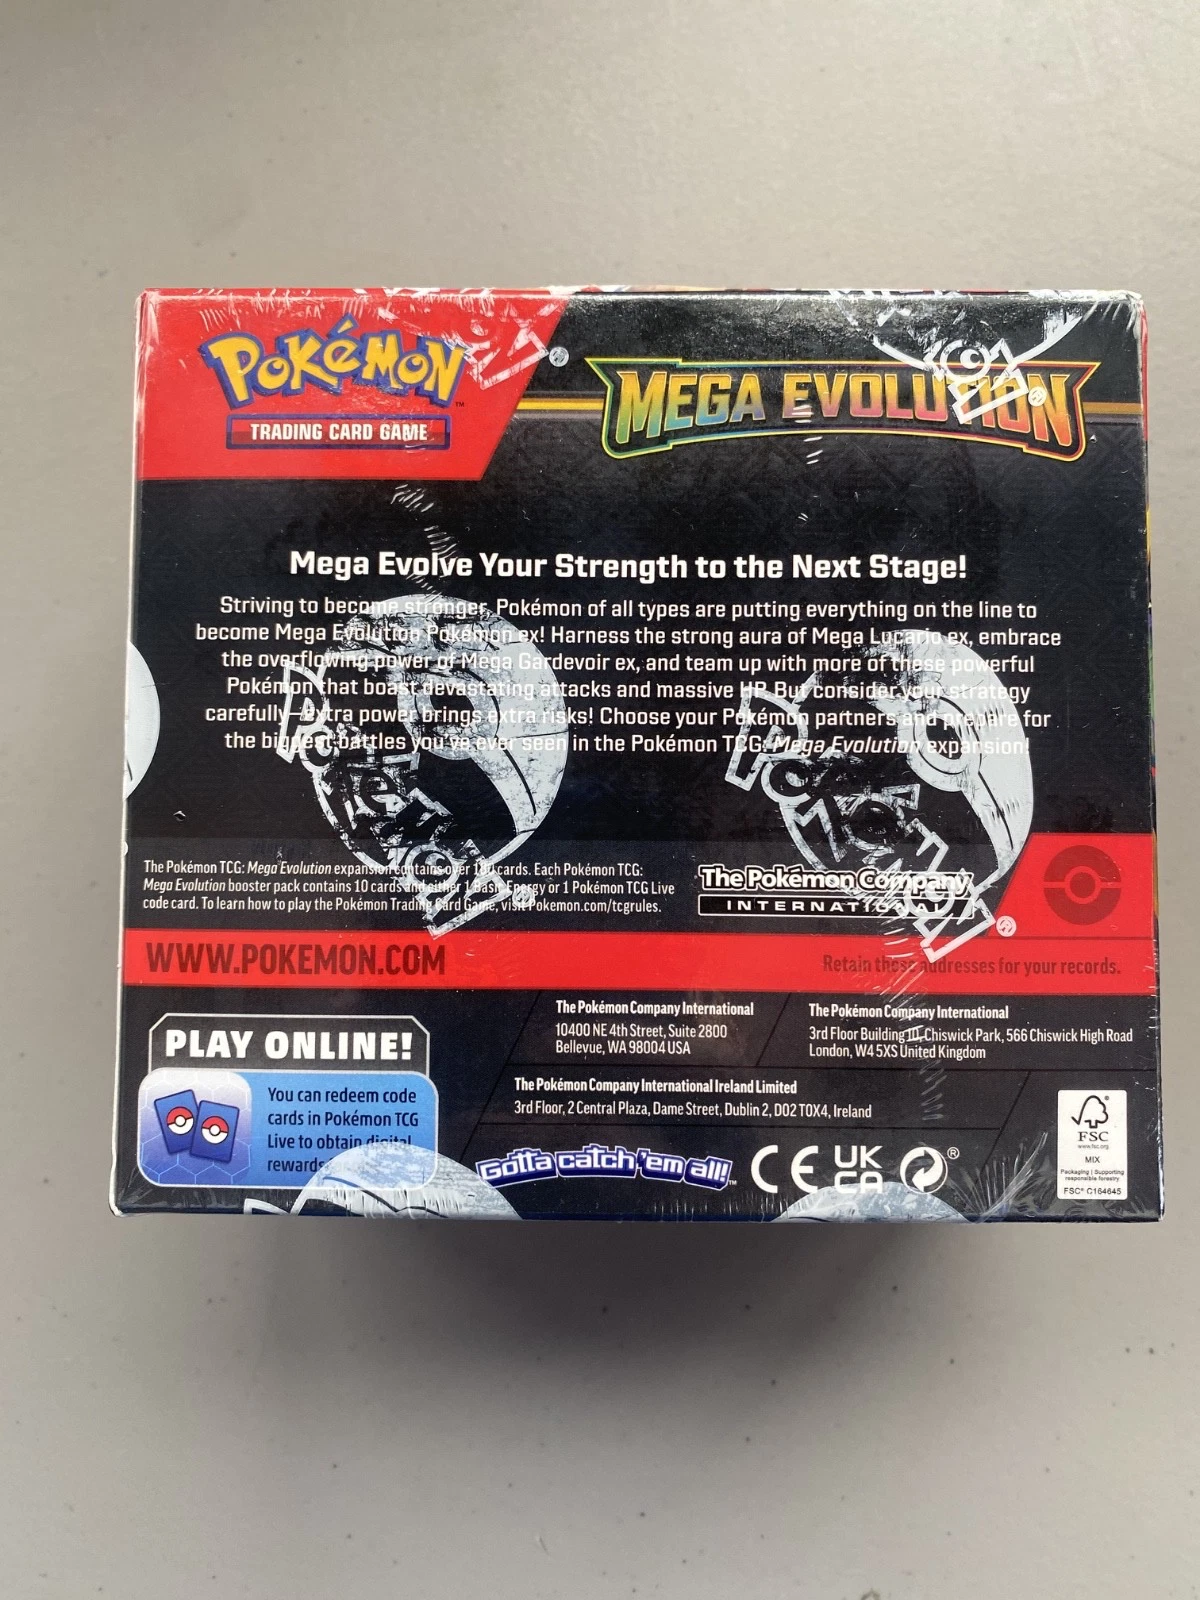 POKéMON
™
TRADING CARD GAME
MEGA EVOLUTION
Mega Evolve Your Strength to the Next Stage!
Striving to become stronger, Pokémon of all types are putting everything on the line to
become Mega Evolution Pokémon ex! Harness the strong aura of Mega Lucario ex, embrace
the overflowing power of Mega Gardevoir ex, and team up with more of these powerful
Pokémon that boast devastating attacks and massive HP. But consider your strategy
carefully—extra power brings extra risks! Choose your Pokémon partners and prepare for
the biggest battles you've ever seen in the Pokémon TCG: Mega Evolution expansion!
POKéMON ®
POKéMON ®
The Pokémon TCG: Mega Evolution expansion contains over 180 cards. Each Pokémon TCG:
Mega Evolution booster pack contains 10 cards and either 1 Basic Energy or 1 Pokémon TCG Live
code card. To learn how to play the Pokémon Trading Card Game, visit Pokemon.com/tcgrules.
The Pokémon Company
INTERNATIONAL
WWW.POKEMON.COM
Retain these addresses for your records.
PLAY ONLINE!
You can redeem code
cards in Pokémon TCG
Live to obtain digital
rewards
The Pokémon Company International
10400 NE 4th Street, Suite 2800
Bellevue, WA 98004 USA
The Pokémon Company International
3rd Floor Building 10, Chiswick Park, 566 Chiswick High Road
London, W4 5XS United Kingdom
The Pokémon Company International Ireland Limited
3rd Floor, 2 Central Plaza, Dame Street, Dublin 2, D02 T0X4, Ireland
Gotta catch 'em all!™
CE
UK
CA
®
FSC®
www.fsc.org
MIX
Packaging | Supporting
responsible forestry
FSC® C164645